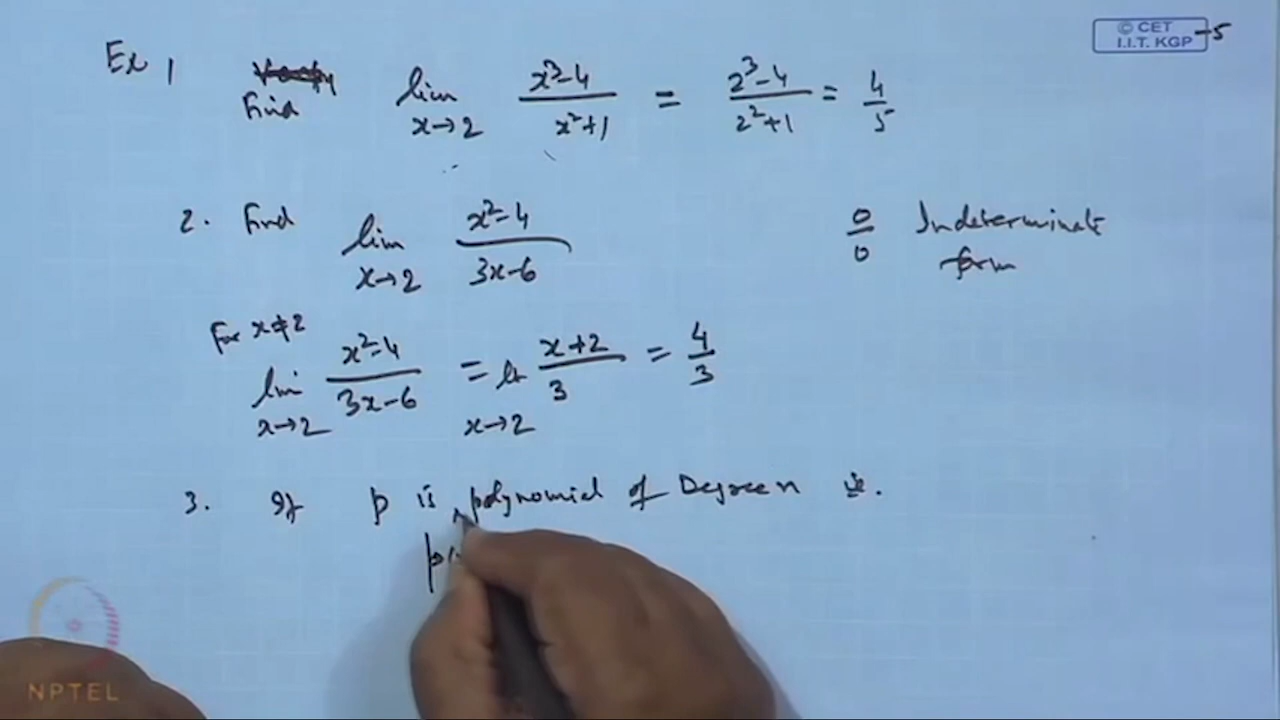 © CET
I.I.T. KGP -5
Ex 1 Find lim x→2 x³-4 / x²+1 = 2³-4 / 2²+1 = 4/5
2. Find lim x→2 x²-4 / 3x-6 0/0 Indeterminate form
For x≠2
lim x→2 x²-4 / 3x-6 = lt x→2 x+2 / 3 = 4/3
3. If p is polynomial of Degree n ie.
p(
NPTEL